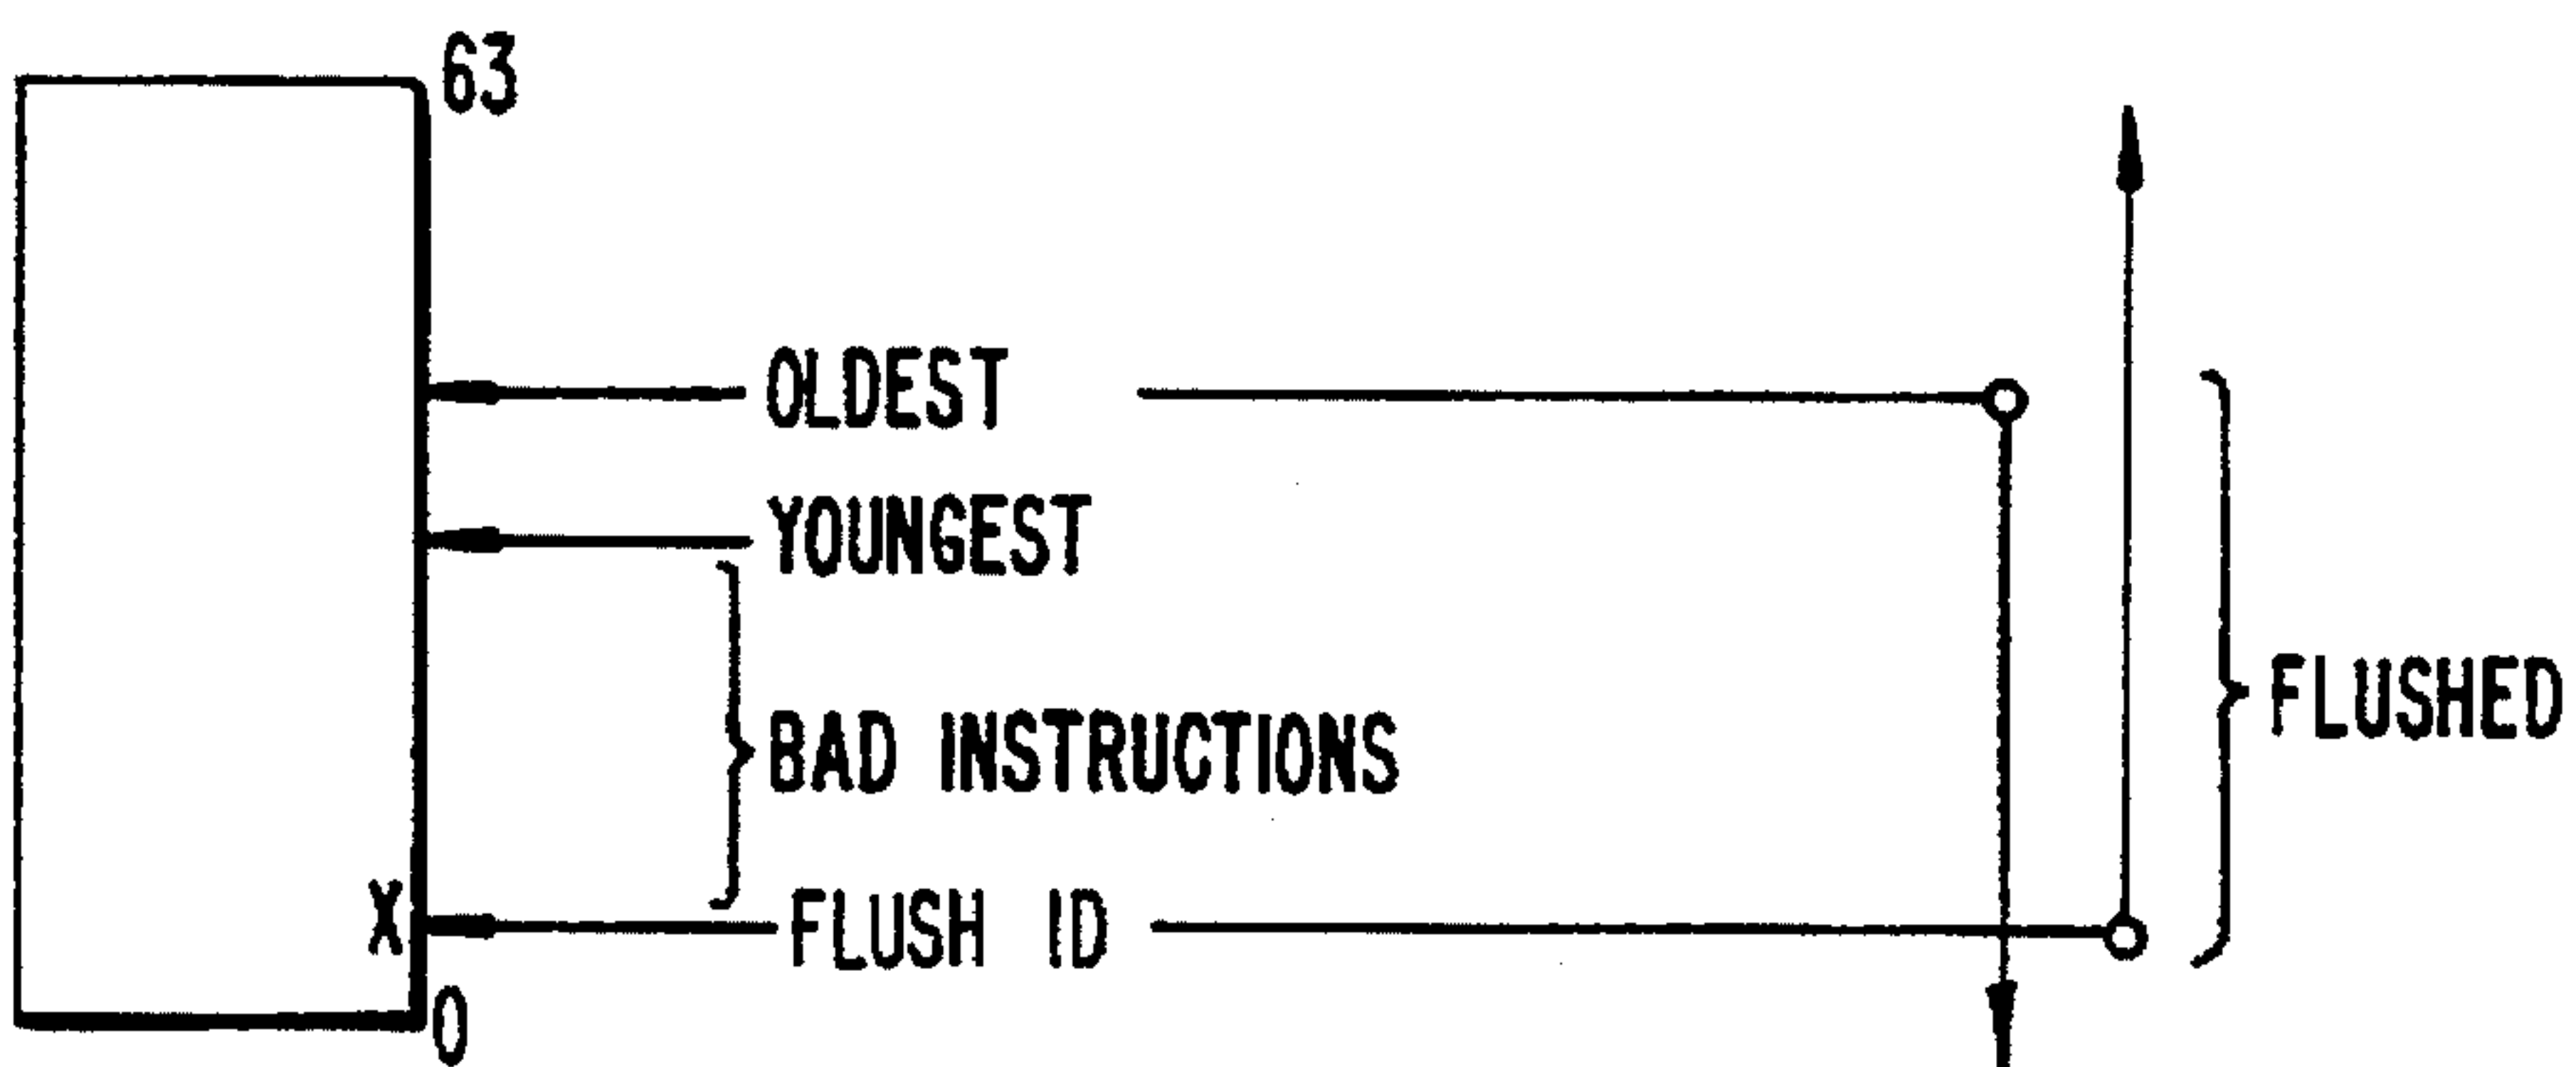 63
OLDEST
YOUNGEST
FLUSHED
BAD INSTRUCTIONS
X
FLUSH ID
0